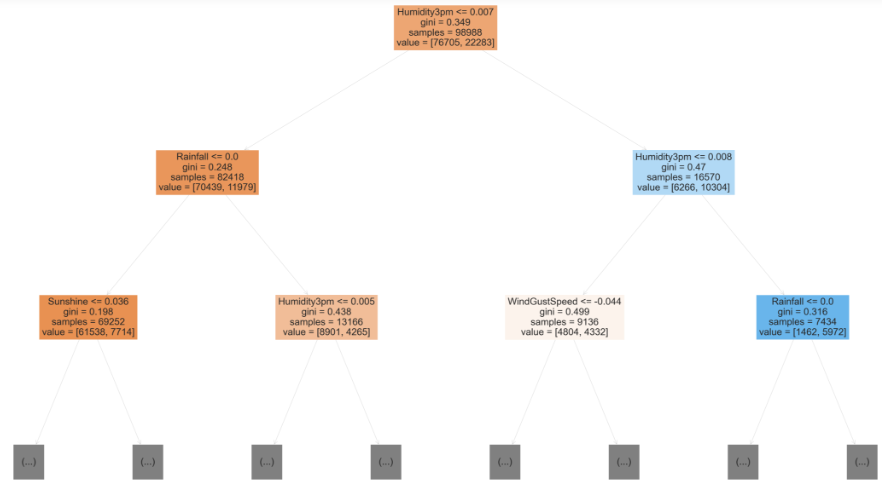 Humidity3pm <= 0.007
gini = 0.349
samples = 98988
value = [76705, 22283]
Rainfall <= 0.0
gini = 0.248
samples = 82418
value = [70439, 11979]
Humidity3pm <= 0.008
gini = 0.47
samples = 16570
value = [6266, 10304]
Sunshine <= 0.036
gini = 0.198
samples = 69252
value = [61538, 7714]
Humidity3pm <= 0.005
gini = 0.438
samples = 13166
value = [8901, 4265]
WindGustSpeed <= -0.044
gini = 0.499
samples = 9136
value = [4804, 4332]
Rainfall <= 0.0
gini = 0.316
samples = 7434
value = [1462, 5972]
(...)
(...)
(...)
(...)
(...)
(...)
(...)
(...)